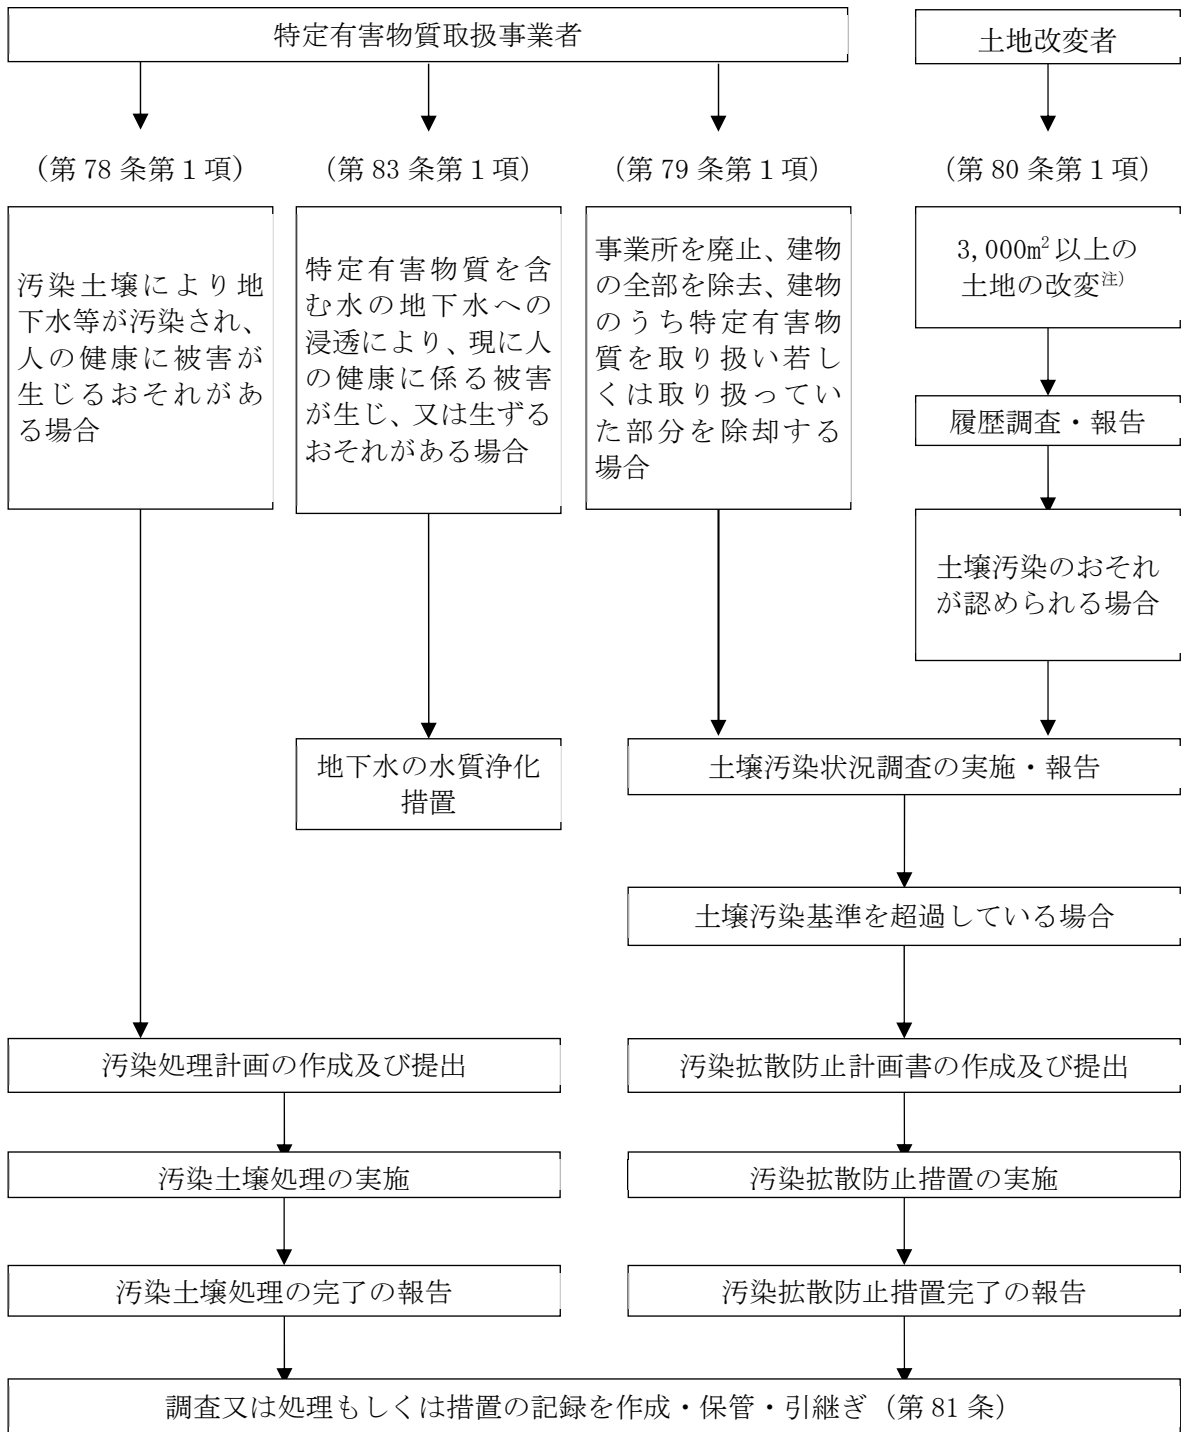 特定有害物質取扱事業者
土地改変者
（第 78 条第 1 項）
（第 83 条第 1 項）
（第 79 条第 1 項）
（第 80 条第 1 項）
汚染土壌により地
下水等が汚染され、
人の健康に被害が
生じるおそれがあ
る場合
特定有害物質を含
む水の地下水への
浸透により、現に人
の健康に係る被害
が生じ、又は生ずる
おそれがある場合
事業所を廃止、建物
の全部を除去、建物
のうち特定有害物
質を取り扱い若し
くは取り扱ってい
た部分を除却する
場合
3,000m²以上の
土地の改変注)
履歴調査・報告
土壌汚染のおそれ
が認められる場合
地下水の水質浄化
措置
土壌汚染状況調査の実施・報告
土壌汚染基準を超過している場合
汚染処理計画の作成及び提出
汚染拡散防止計画書の作成及び提出
汚染土壌処理の実施
汚染拡散防止措置の実施
汚染土壌処理の完了の報告
汚染拡散防止措置完了の報告
調査又は処理もしくは措置の記録を作成・保管・引継ぎ（第 81 条）